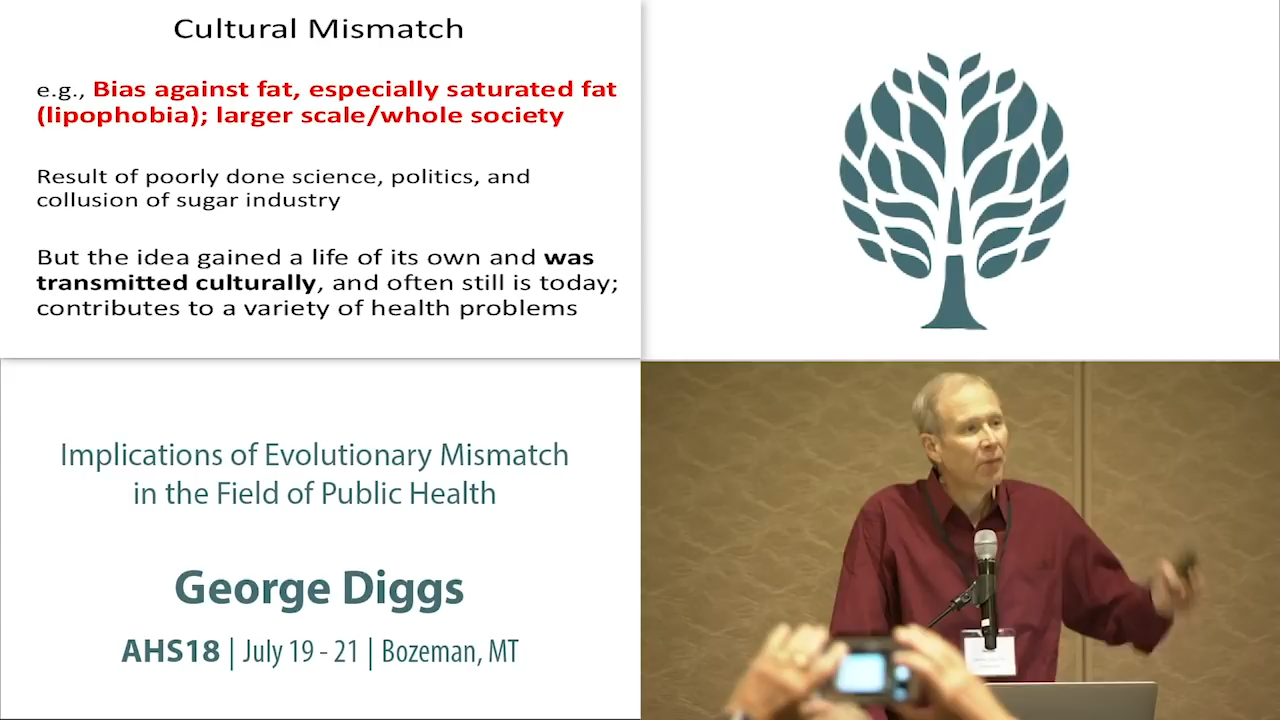 Cultural Mismatch
e.g., Bias against fat, especially saturated fat
(lipophobia); larger scale/whole society
Result of poorly done science, politics, and
collusion of sugar industry
But the idea gained a life of its own and was
transmitted culturally, and often still is today;
contributes to a variety of health problems
Implications of Evolutionary Mismatch
in the Field of Public Health
George Diggs
AHS18 | July 19 - 21 | Bozeman, MT